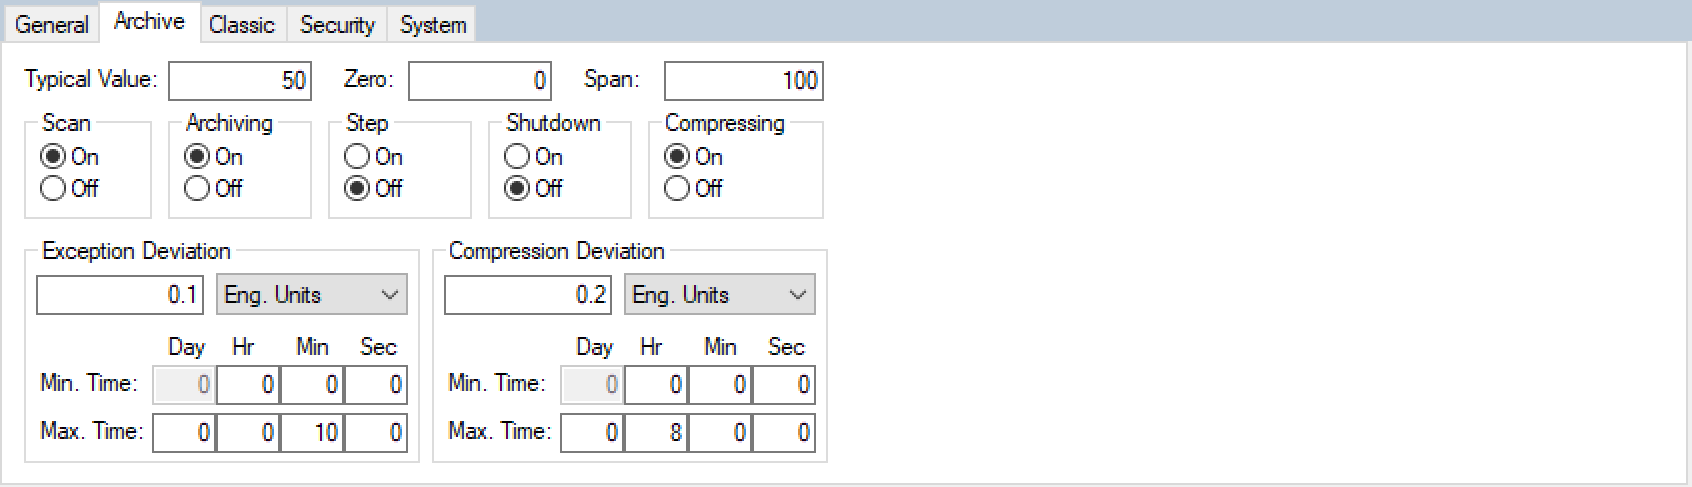 General Archive Classic Security System
Typical Value: 50 Zero: 0 Span: 100
Scan Archiving Step Shutdown Compressing
On On On On On
Off Off Off Off Off
Exception Deviation Compression Deviation
0.1 Eng. Units 0.2 Eng. Units
Day Hr Min Sec Day Hr Min Sec
Min. Time: 0 0 0 0 Min. Time: 0 0 0 0
Max. Time: 0 0 10 0 Max. Time: 0 8 0 0